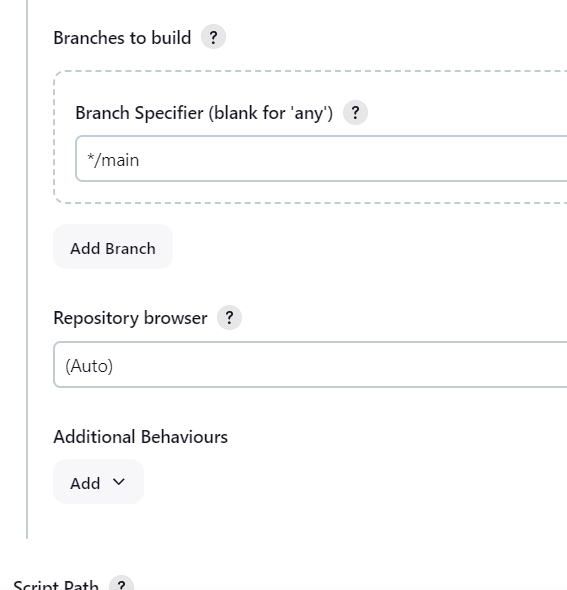 Branches to build ?
Branch Specifier (blank for 'any') ?
*/main
Add Branch
Repository browser ?
(Auto)
Additional Behaviours
Add
Script Path ?